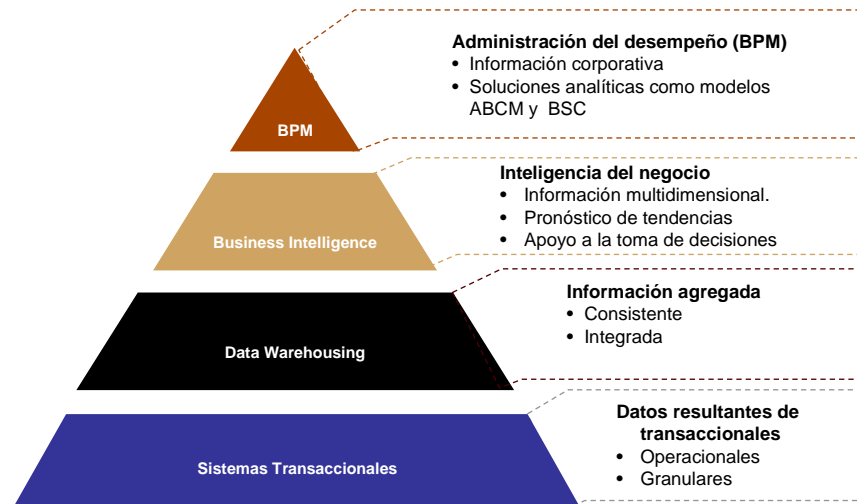 Administración del desempeño (BPM)
• Información corporativa
• Soluciones analíticas como modelos
ABCM y BSC
BPM
Inteligencia del negocio
• Información multidimensional.
• Pronóstico de tendencias
• Apoyo a la toma de decisiones
Business Intelligence
Información agregada
• Consistente
• Integrada
Data Warehousing
Datos resultantes de
transaccionales
• Operacionales
• Granulares
Sistemas Transaccionales